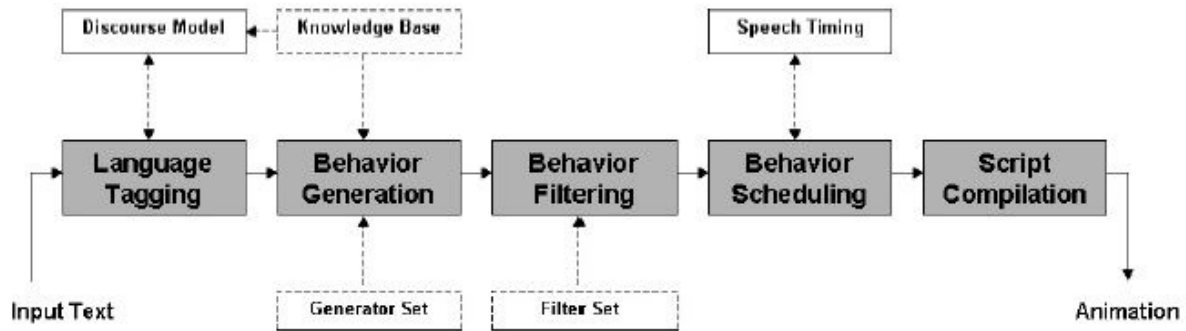 Discourse Model
Knowledge Base
Speech Timing
Language
Tagging
Behavior
Generation
Behavior
Filtering
Behavior
Scheduling
Script
Compilation
Input Text
Generator Set
Filter Set
Animation